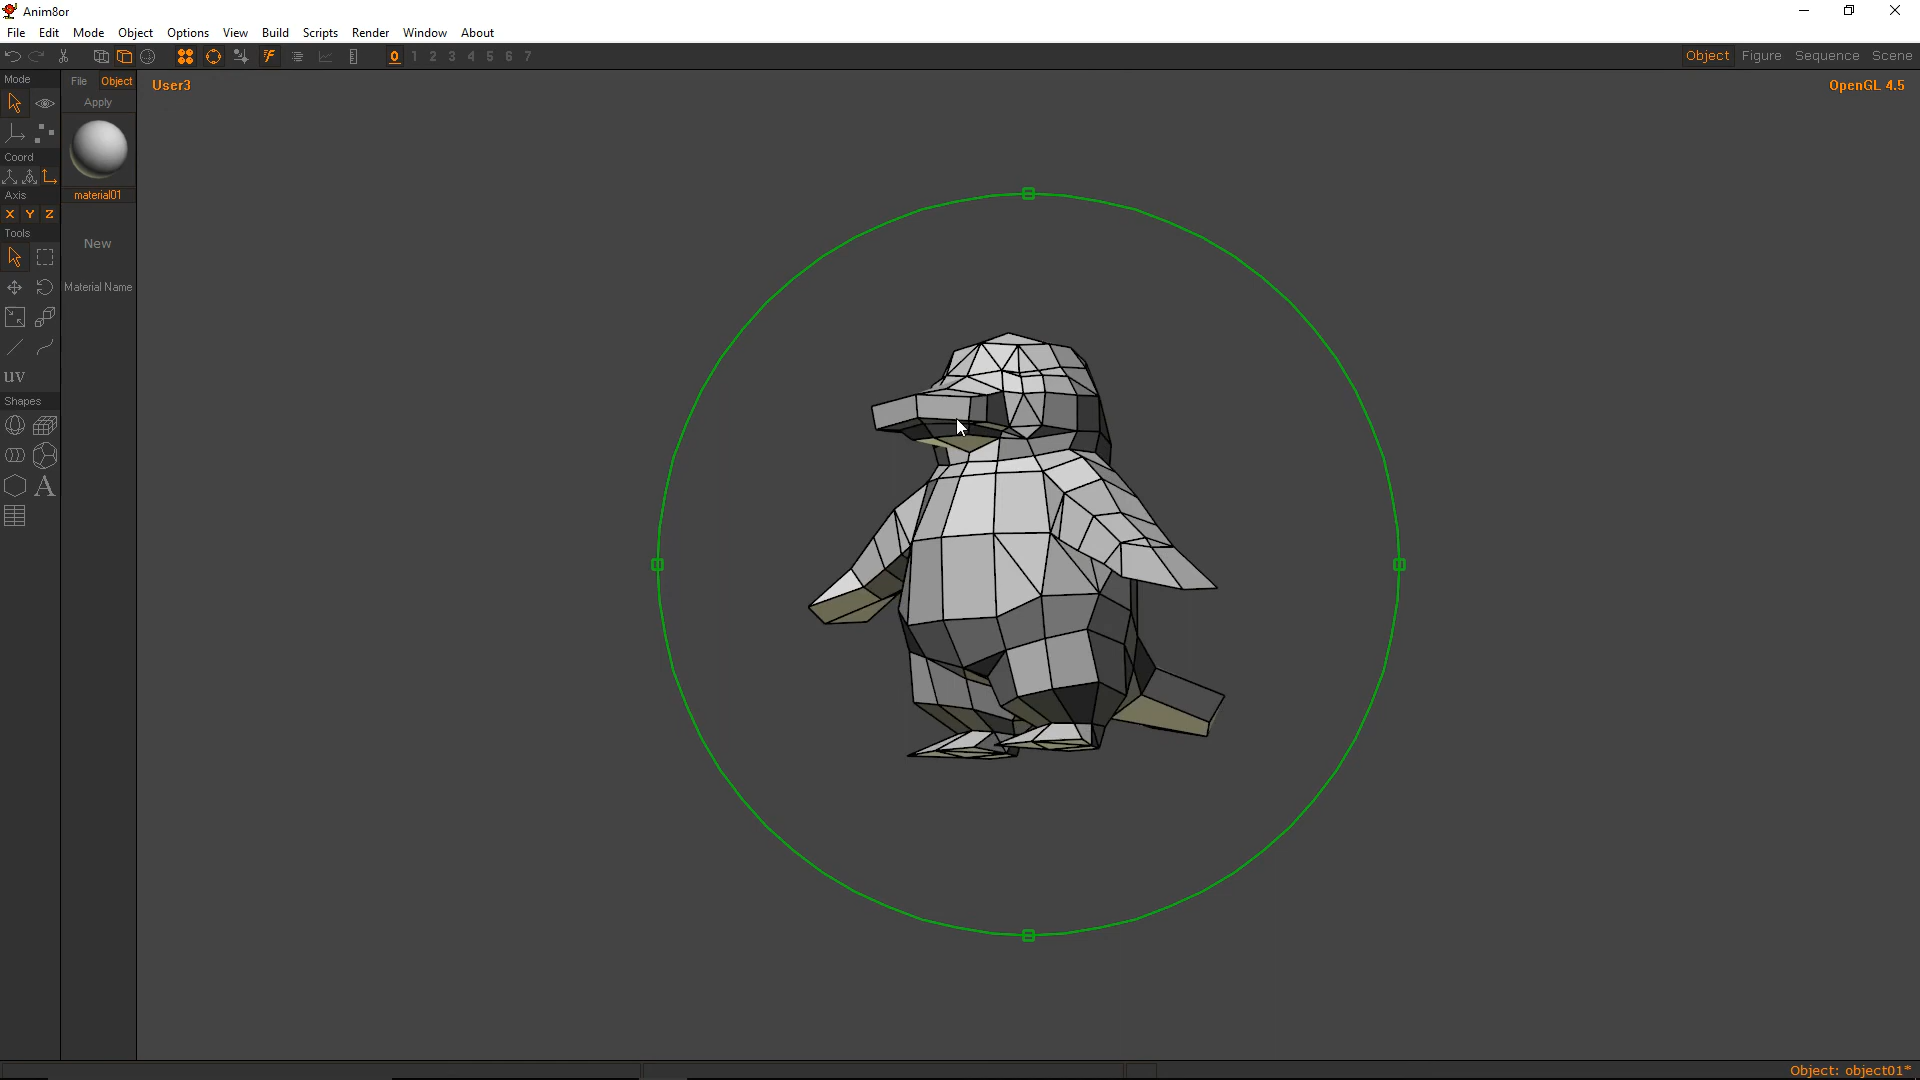 Anim8or
File Edit Mode Object Options View Build Scripts Render Window About
0 1 2 3 4 5 6 7
Object Figure Sequence Scene
Mode
File Object
User3
OpenGL 4.5
Apply
Coord
Axis
material01
X Y Z
Tools
New
Material Name
UV
Shapes
A
Object: object01*